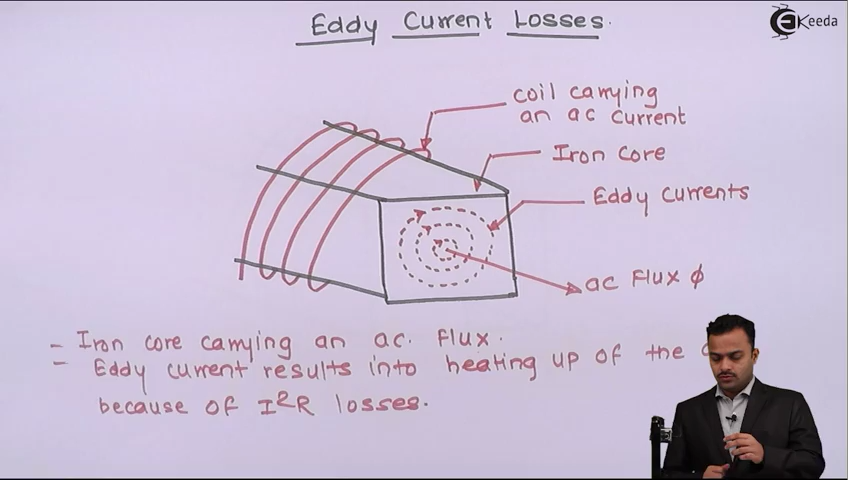 Eddy Current Losses.
Ekeeda
coil carrying
an ac current
Iron core
Eddy currents
ac flux ϕ
- Iron core carrying an ac. flux.
- Eddy current results into heating up of the
because of I²R losses.